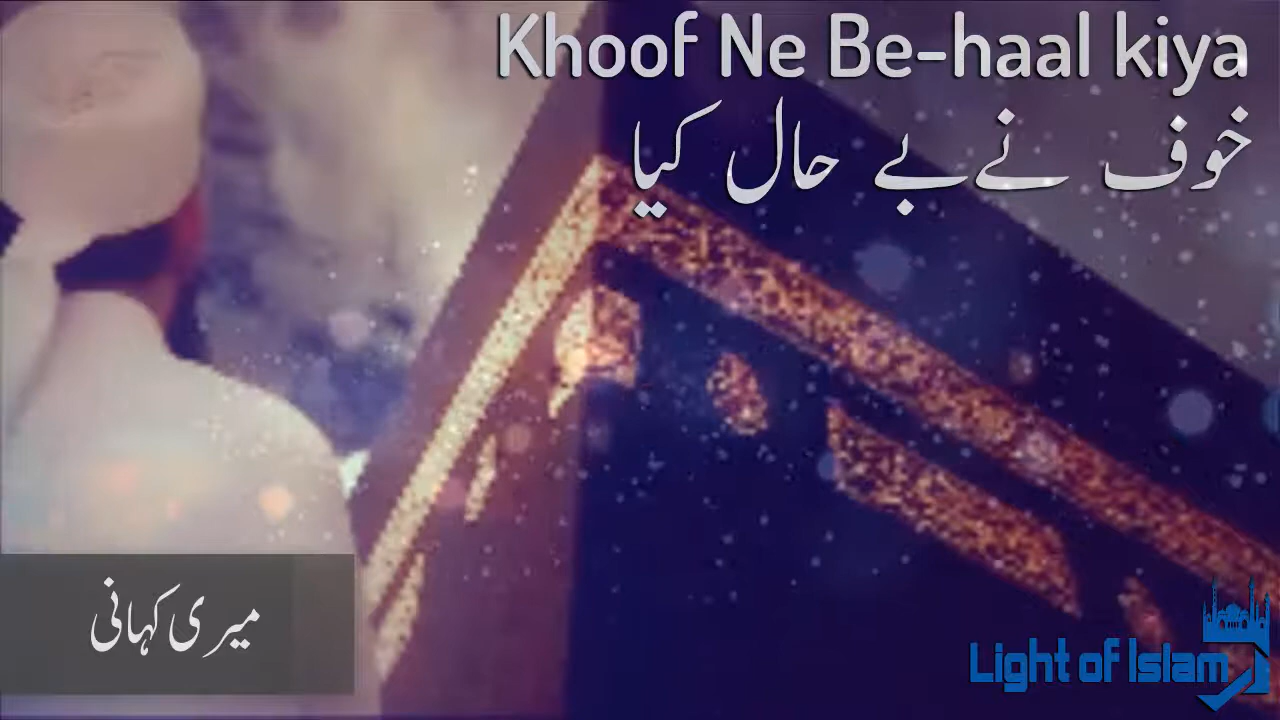 Khoof Ne Be-haal kiya
خوف نے بے حال کیا
میری کہانی
Light of Islam